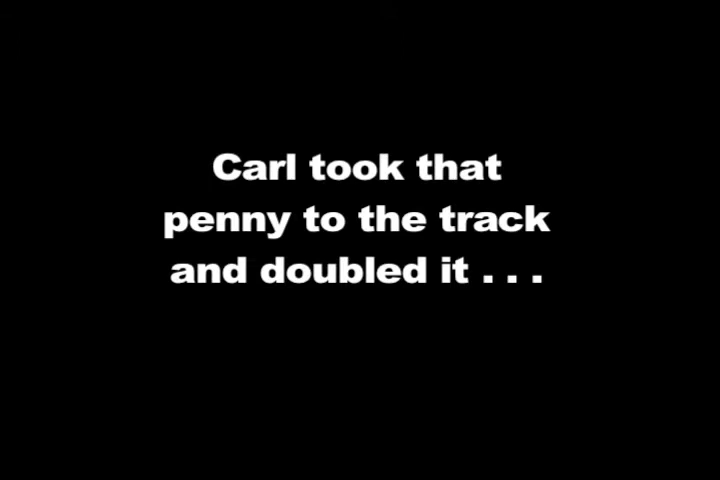 Carl took that
penny to the track
and doubled it . . .